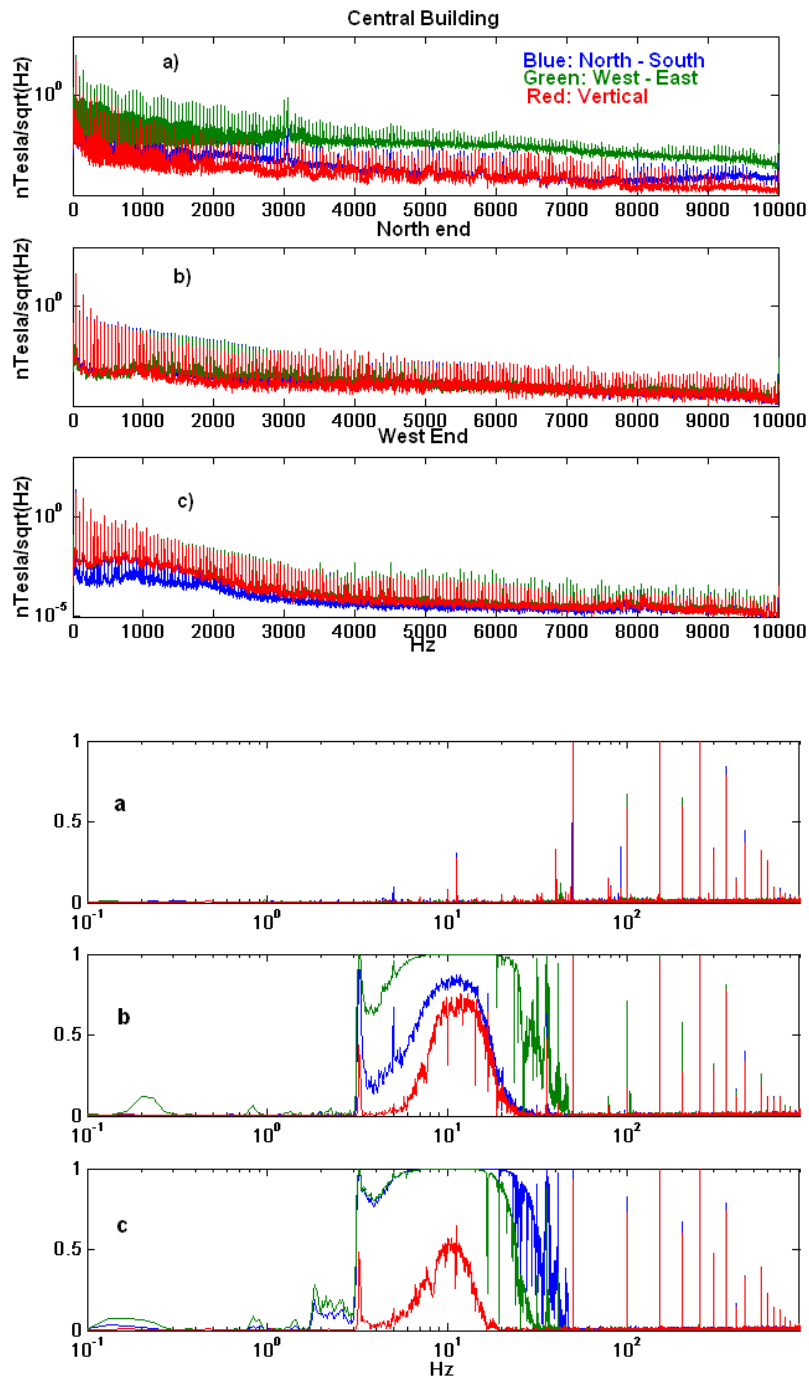 Central Building
a)
Blue: North - South
Green: West - East
Red: Vertical
nTesla/sqrt(Hz)
10^0
0 1000 2000 3000 4000 5000 6000 7000 8000 9000 10000
North end
b)
nTesla/sqrt(Hz)
10^0
0 1000 2000 3000 4000 5000 6000 7000 8000 9000 10000
West End
c)
nTesla/sqrt(Hz)
10^0
10^-5
0 1000 2000 3000 4000 5000 6000 7000 8000 9000 10000
Hz
1
a
0.5
0
10^-1 10^0 10^1 10^2
1
b
0.5
0
10^-1 10^0 10^1 10^2
1
c
0.5
0
10^-1 10^0 10^1 10^2
Hz